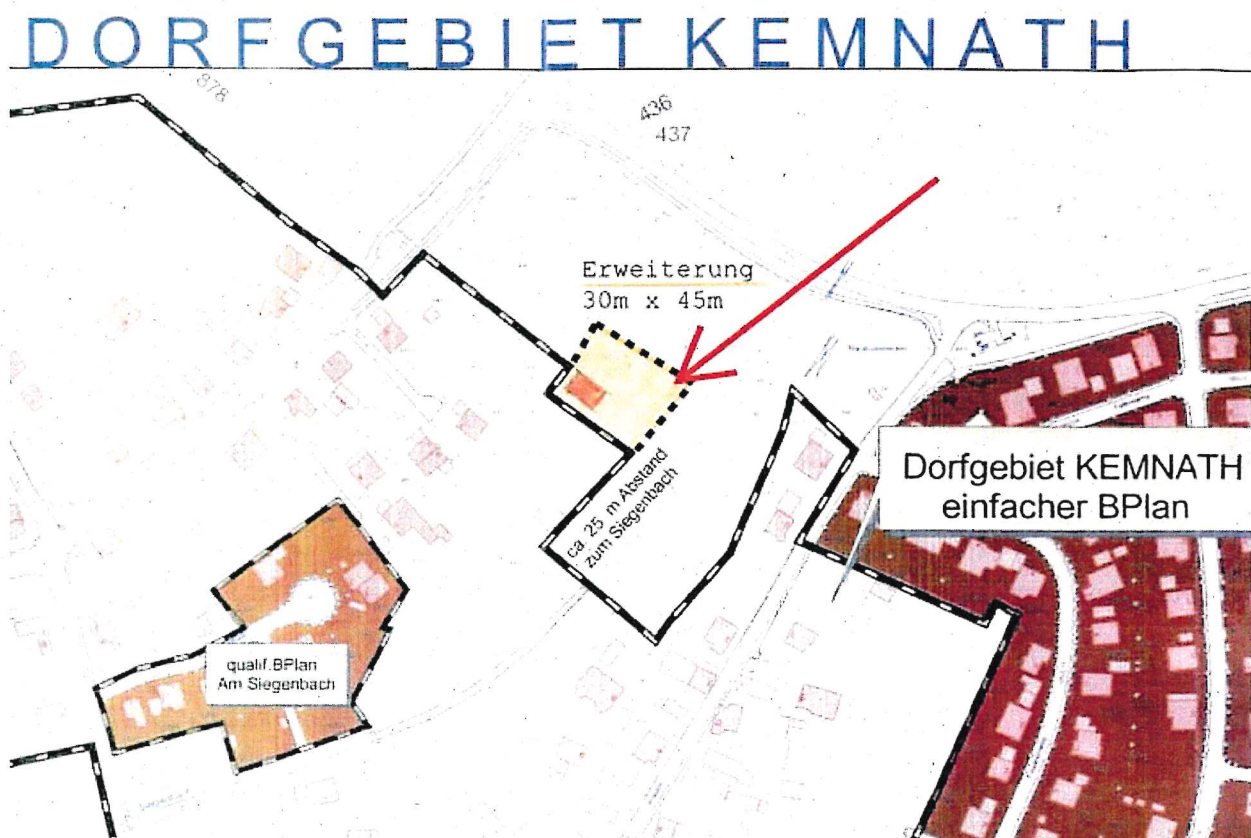 DORFGEBIET KEMNATH
878
436
437
Erweiterung
30m x 45m
Dorfgebiet KEMNATH
einfacher BPlan
ca. 25 m Abstand
zum Siegenbach
qualif.BPlan
Am Siegenbach